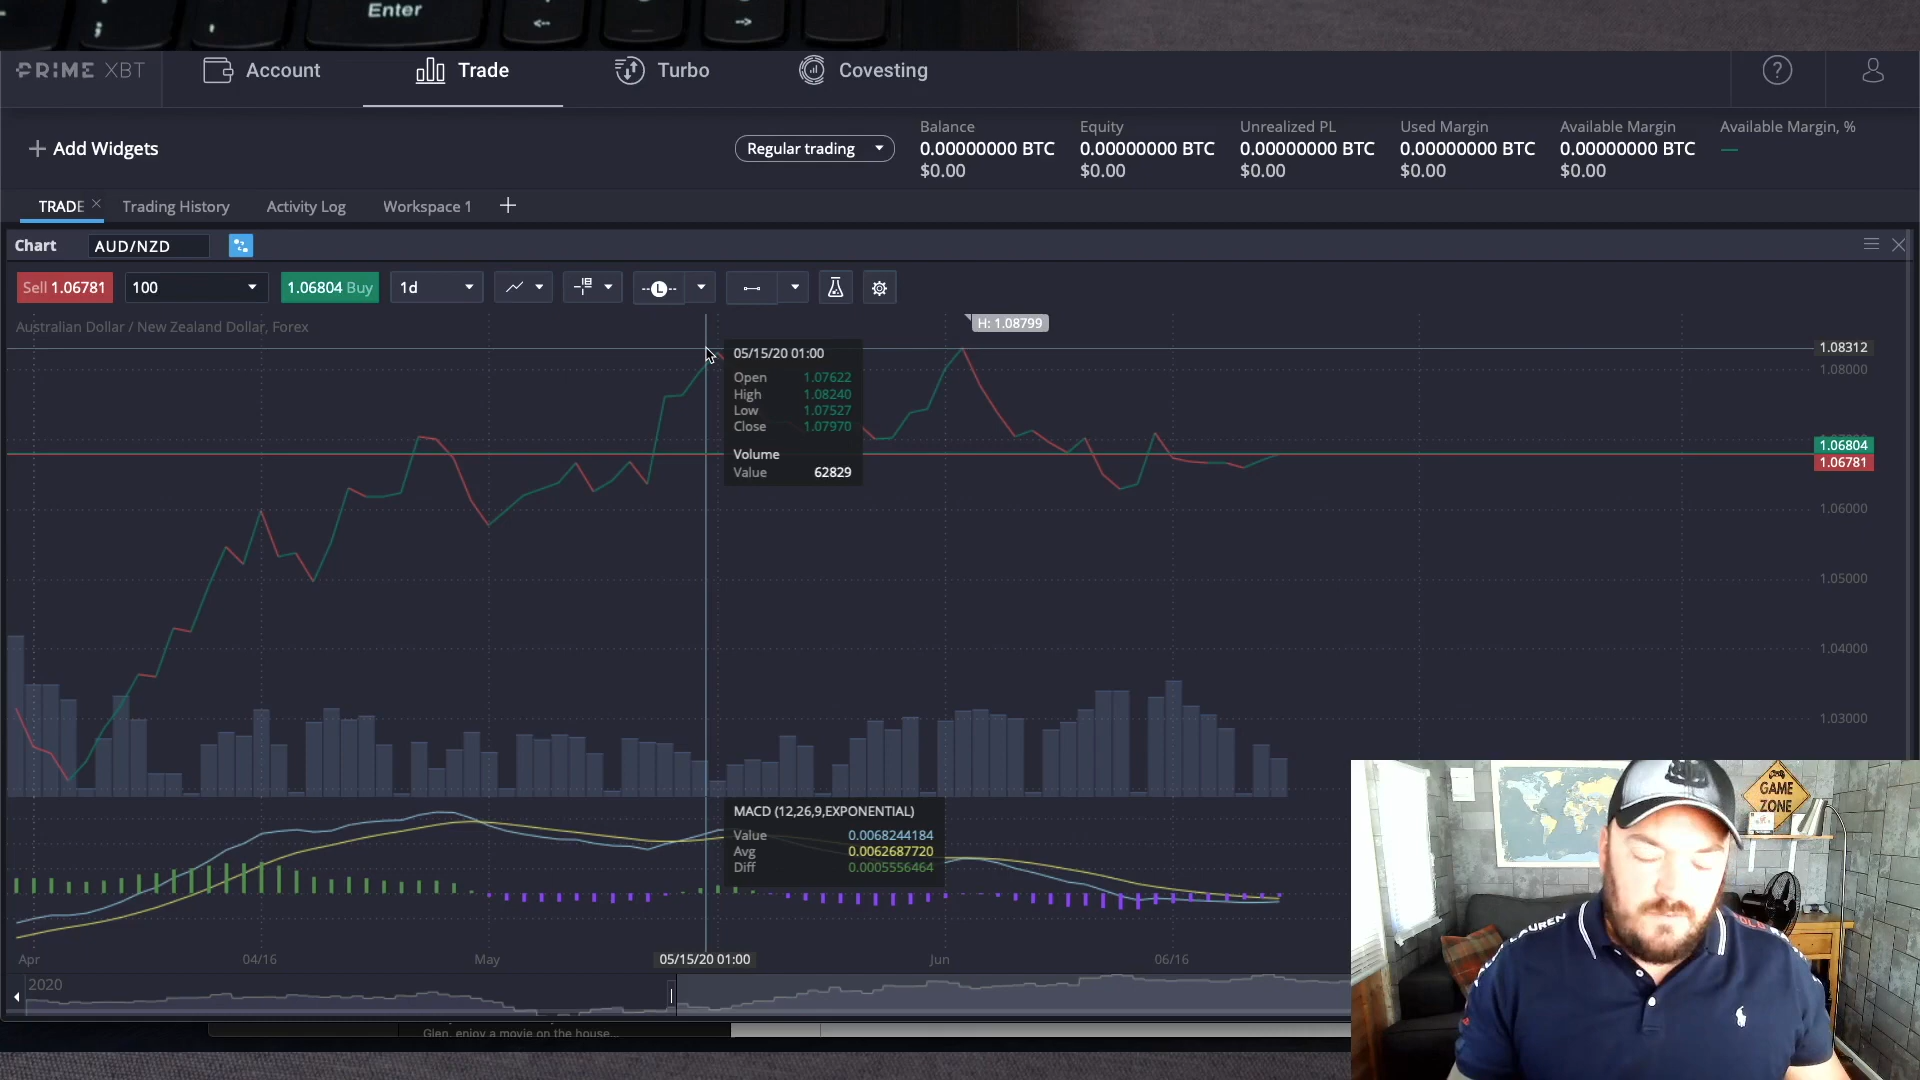 Enter
;
,
<--
-->
PRIME XBT
Account
Trade
Turbo
Covesting
?
+ Add Widgets
Regular trading
Balance
0.00000000 BTC
$0.00
Equity
0.00000000 BTC
$0.00
Unrealized PL
0.00000000 BTC
$0.00
Used Margin
0.00000000 BTC
$0.00
Available Margin
0.00000000 BTC
$0.00
Available Margin, %
—
TRADE × Trading History Activity Log Workspace 1 +
Chart AUD/NZD
Sell 1.06781 100 1.06804 Buy 1d --L--
Australian Dollar / New Zealand Dollar, Forex
H: 1.08799
1.08312
1.08000
1.06804
1.06781
1.06000
1.05000
1.04000
1.03000
05/15/20 01:00
Open 1.07622
High 1.08240
Low 1.07527
Close 1.07970
Volume
Value 62829
MACD (12,26,9,EXPONENTIAL)
Value 0.0068244184
Avg 0.0062687720
Diff 0.0005556464
Apr 04/16 May 05/15/20 01:00 Jun 06/16
2020
Glen, enjoy a movie on the house...
GAME
ZONE